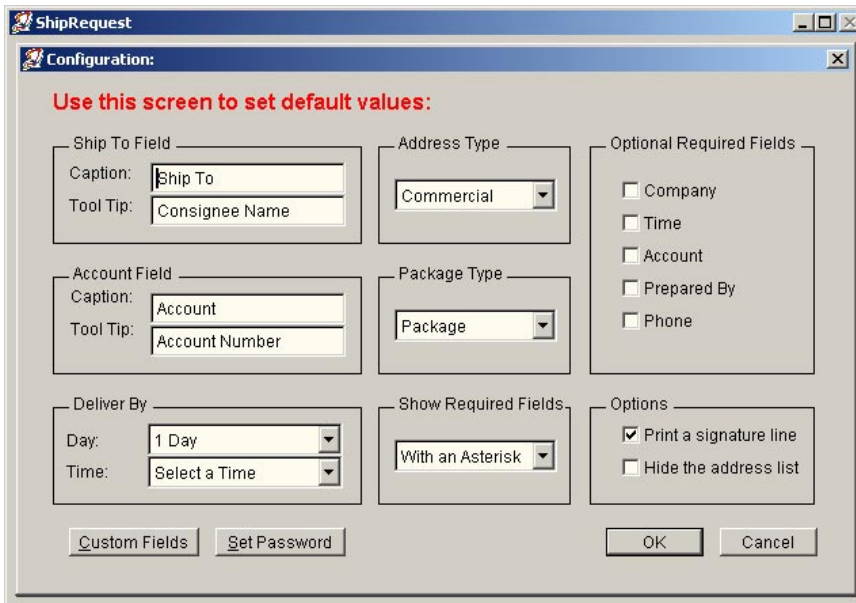 ShipRequest
Configuration:
Use this screen to set default values:
Ship To Field
Caption: Ship To
Tool Tip: Consignee Name
Address Type
Commercial
Optional Required Fields
Company
Time
Account
Prepared By
Phone
Account Field
Caption: Account
Tool Tip: Account Number
Package Type
Package
Deliver By
Day: 1 Day
Time: Select a Time
Show Required Fields
With an Asterisk
Options
Print a signature line
Hide the address list
Custom Fields Set Password OK Cancel